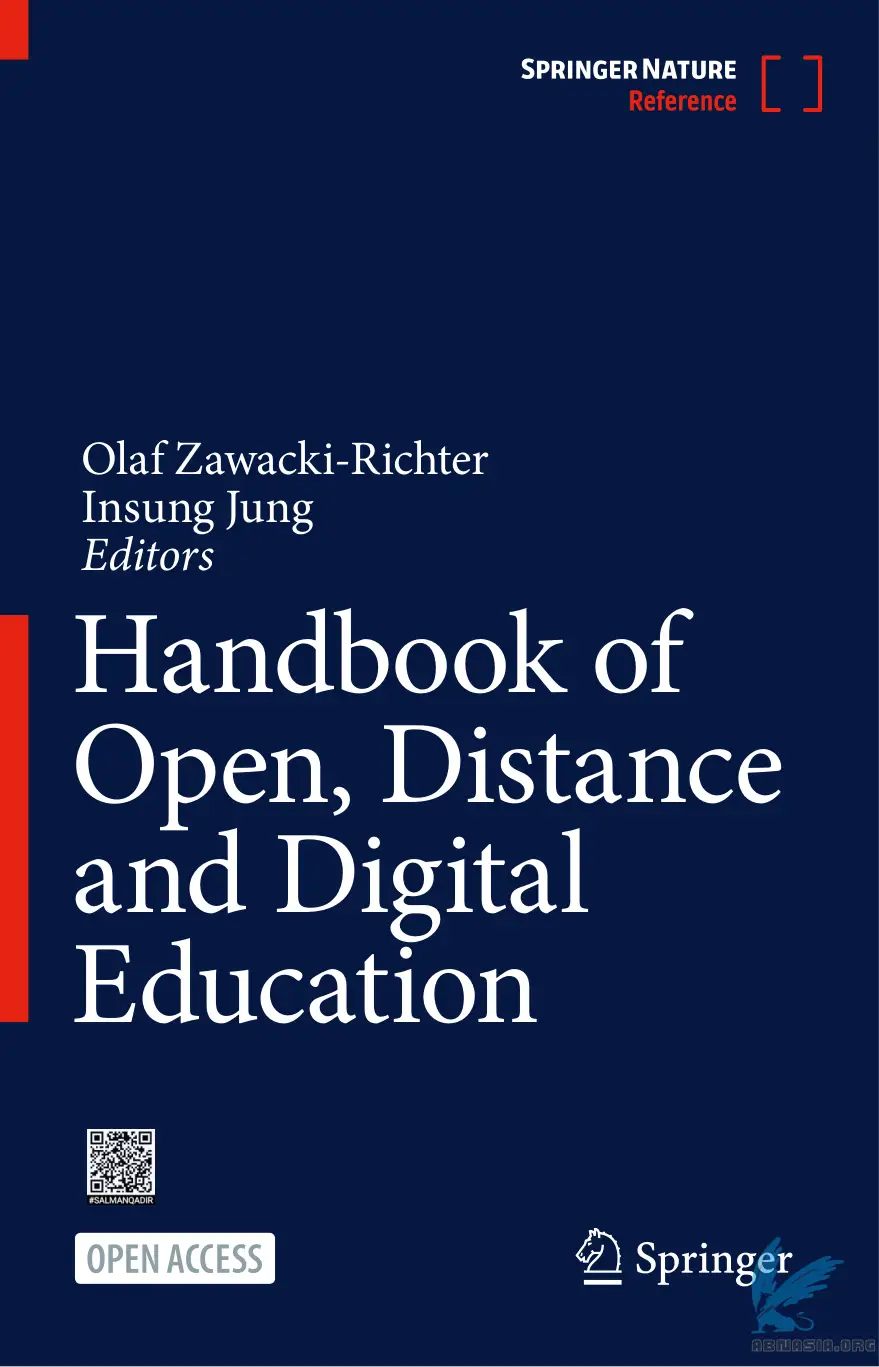 SPRINGER NATURE
Reference
Olaf Zawacki-Richter
Insung Jung
Editors
Handbook of
Open, Distance
and Digital
Education
#SALMANQADIR
OPEN ACCESS
Springer
ABNASIA.ORG